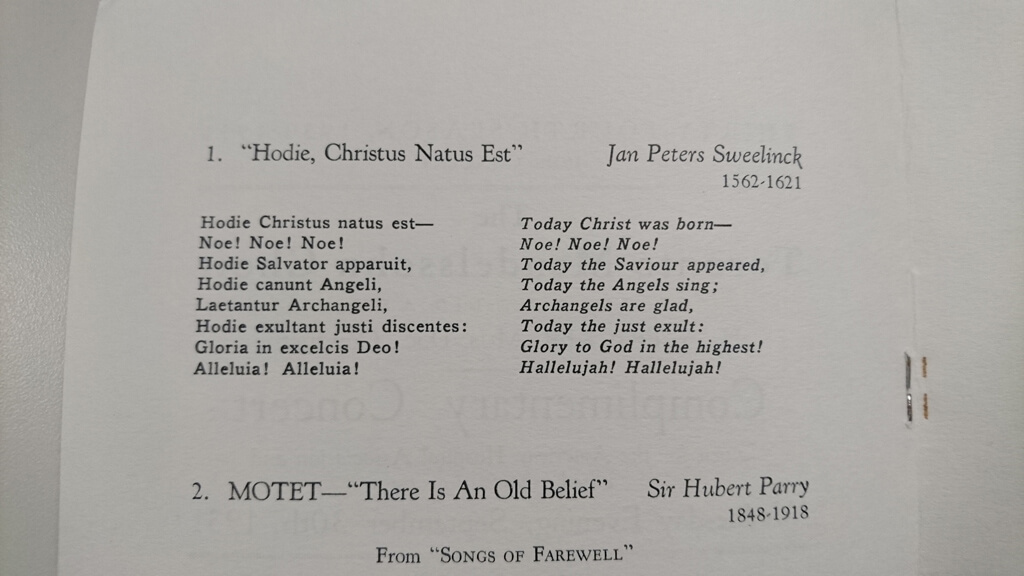 1. "Hodie, Christus Natus Est" Jan Peters Sweelinck
1562-1621
Hodie Christus natus est—
Noe! Noe! Noe!
Hodie Salvator apparuit,
Hodie canunt Angeli,
Laetantur Archangeli,
Hodie exultant justi discentes:
Gloria in excelcis Deo!
Alleluia! Alleluia!
Today Christ was born—
Noe! Noe! Noe!
Today the Saviour appeared,
Today the Angels sing;
Archangels are glad,
Today the just exult:
Glory to God in the highest!
Hallelujah! Hallelujah!
2. MOTET—"There Is An Old Belief" Sir Hubert Parry
1848-1918
From "SONGS OF FAREWELL"